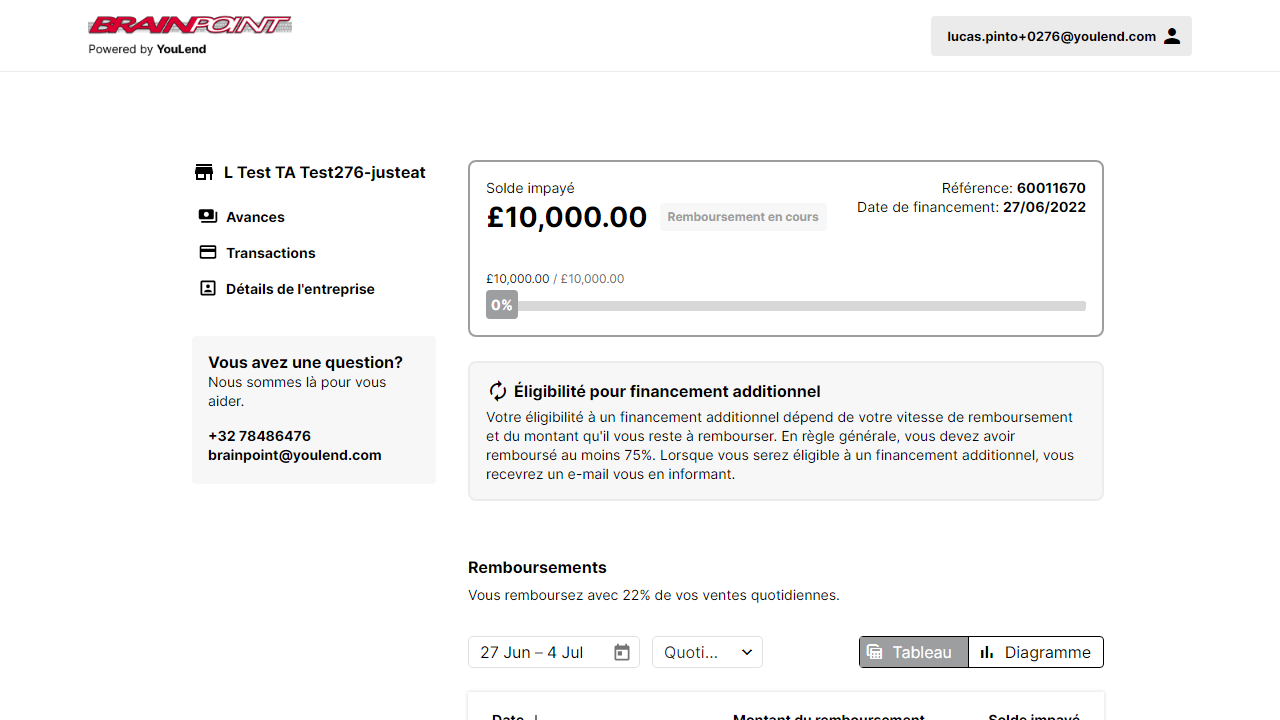 BRAINPOINT
Powered by YouLend
lucas.pinto+0276@youlend.com
L Test TA Test276-justeat
Avances
Transactions
Détails de l'entreprise
Vous avez une question?
Nous sommes là pour vous
aider.
+32 78486476
brainpoint@youlend.com
Solde impayé
£10,000.00 Remboursement en cours
Référence: 60011670
Date de financement: 27/06/2022
£10,000.00 / £10,000.00
0%
Éligibilité pour financement additionnel
Votre éligibilité à un financement additionnel dépend de votre vitesse de remboursement
et du montant qu'il vous reste à rembourser. En règle générale, vous devez avoir
remboursé au moins 75%. Lorsque vous serez éligible à un financement additionnel, vous
recevrez un e-mail vous en informant.
Remboursements
Vous remboursez avec 22% de vos ventes quotidiennes.
27 Jun – 4 Jul Quoti... Tableau Diagramme
Date ↓ Montant du remboursement Solde impayé